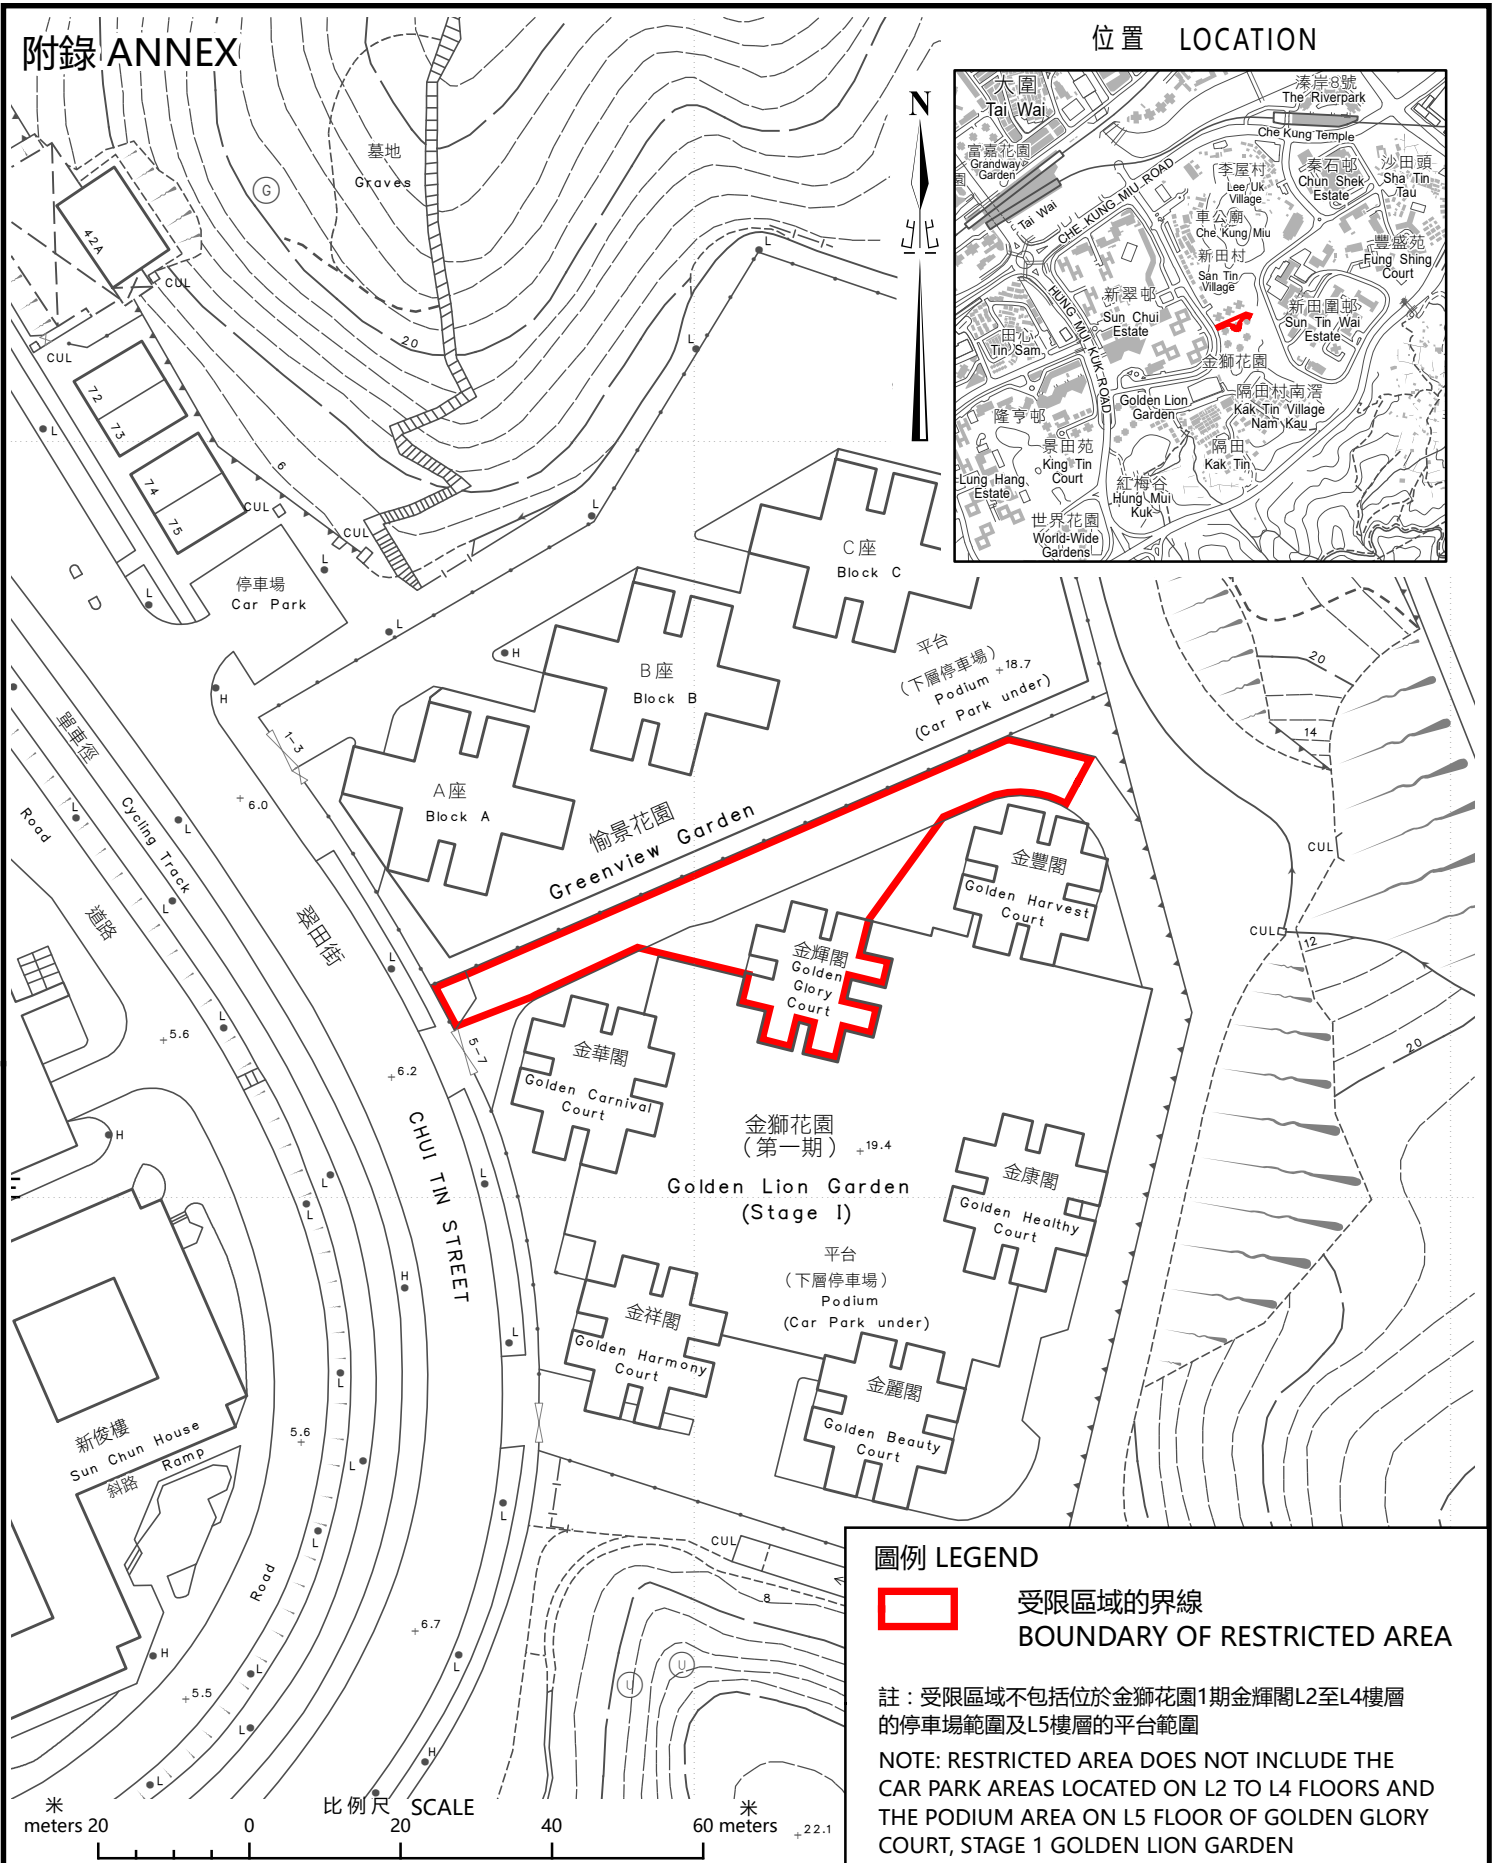 附錄 ANNEX
位置 LOCATION
N
大圍
Tai Wai
溱岸8號
The Riverpark
Che Kung Temple
富嘉花園
Grandway
Garden
園
Tai Wai
CHE KUNG MIU ROAD
李屋村
Lee Uk
Village
秦石邨
Chun Shek
Estate
沙田頭
Sha Tin
Tau
車公廟
Che Kung Miu
新田村
San Tin
Village
豐盛苑
Fung Shing
Court
新翠邨
Sun Chui
Estate
HUNG MUI KUK ROAD
新田圍邨
Sun Tin Wai
Estate
田心
Tin Sam
金獅花園
Golden Lion
Garden
隔田村南滘
Kak Tin Village
Nam Kau
隆亨邨
Lung Hang
Estate
景田苑
King Tin
Court
隔田
Kak Tin
紅梅谷
Hung Mui
Kuk
世界花園
World-Wide
Gardens
墓地
Graves
G
42A
CUL
CUL
20
72
73
74
75
6
CUL
CUL
L
L
L
L
L
L
L
停車場
Car Park
H
H
C座
Block C
B座
Block B
A座
Block A
平台
(下層停車場)
Podium
(Car Park under)
+18.7
1-3
單車徑
Cycling Track
Road
道路
+6.0
翠田街
愉景花園
Greenview Garden
20
14
CUL
CUL
12
20
金豐閣
Golden Harvest
Court
金輝閣
Golden
Glory
Court
金華閣
Golden Carnival
Court
5-7
+5.6
+6.2
CHUI TIN STREET
金獅花園
(第一期)
+19.4
Golden Lion Garden
(Stage I)
金康閣
Golden Healthy
Court
平台
(下層停車場)
Podium
(Car Park under)
金祥閣
Golden Harmony
Court
金麗閣
Golden Beauty
Court
新俊樓
Sun Chun House
斜路 Ramp
5.6
Road
+6.7
+5.5
CUL
8
U
U
+22.1
圖例 LEGEND
受限區域的界線
BOUNDARY OF RESTRICTED AREA
註：受限區域不包括位於金獅花園1期金輝閣L2至L4樓層
的停車場範圍及L5樓層的平台範圍
NOTE: RESTRICTED AREA DOES NOT INCLUDE THE
CAR PARK AREAS LOCATED ON L2 TO L4 FLOORS AND
THE PODIUM AREA ON L5 FLOOR OF GOLDEN GLORY
COURT, STAGE 1 GOLDEN LION GARDEN
米 比例尺 SCALE 米
meters 20 0 20 40 60 meters